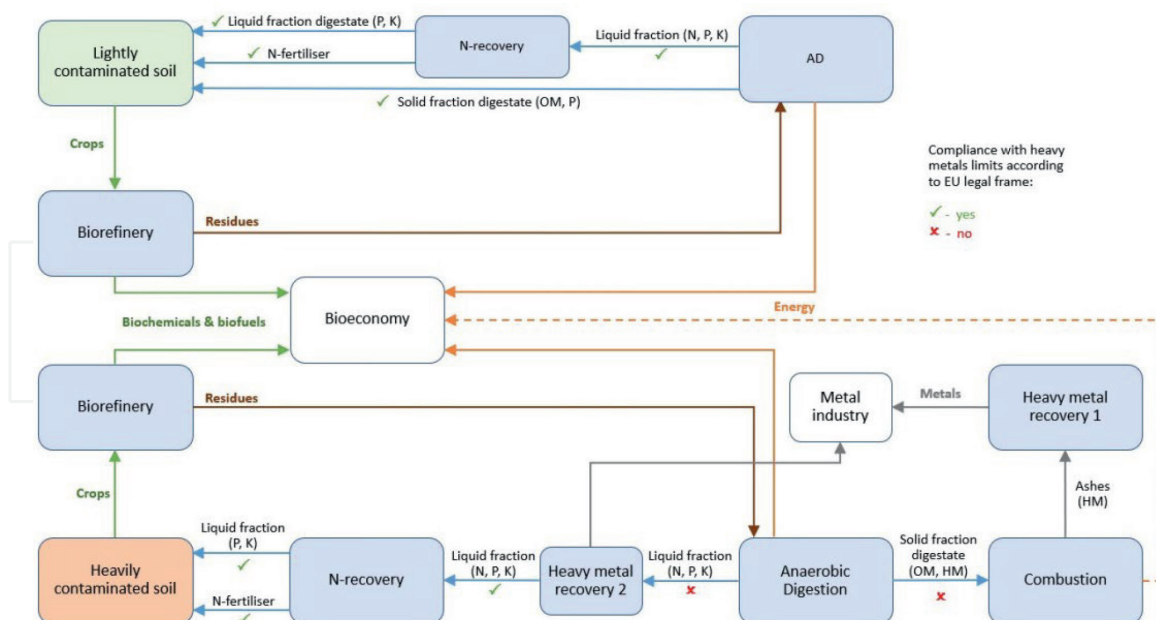 ✓ Liquid fraction digestate (P, K)
✓ N-fertiliser
✓ Solid fraction digestate (OM, P)
Lightly
contaminated soil
N-recovery
Liquid fraction (N, P, K)
✓
AD
Crops
Compliance with heavy
metals limits according
to EU legal frame:
✓ - yes
✘ - no
Biorefinery
Residues
Biochemicals & biofuels
Bioeconomy
Energy
Biorefinery
Residues
Metal
industry
Metals
Heavy metal
recovery 1
Crops
Ashes
(HM)
Heavily
contaminated soil
Liquid fraction
(P, K)
✓
N-fertiliser
✓
N-recovery
Liquid fraction
(N, P, K)
✓
Heavy metal
recovery 2
Liquid fraction
(N, P, K)
✘
Anaerobic
Digestion
Solid fraction
digestate
(OM, HM)
✘
Combustion